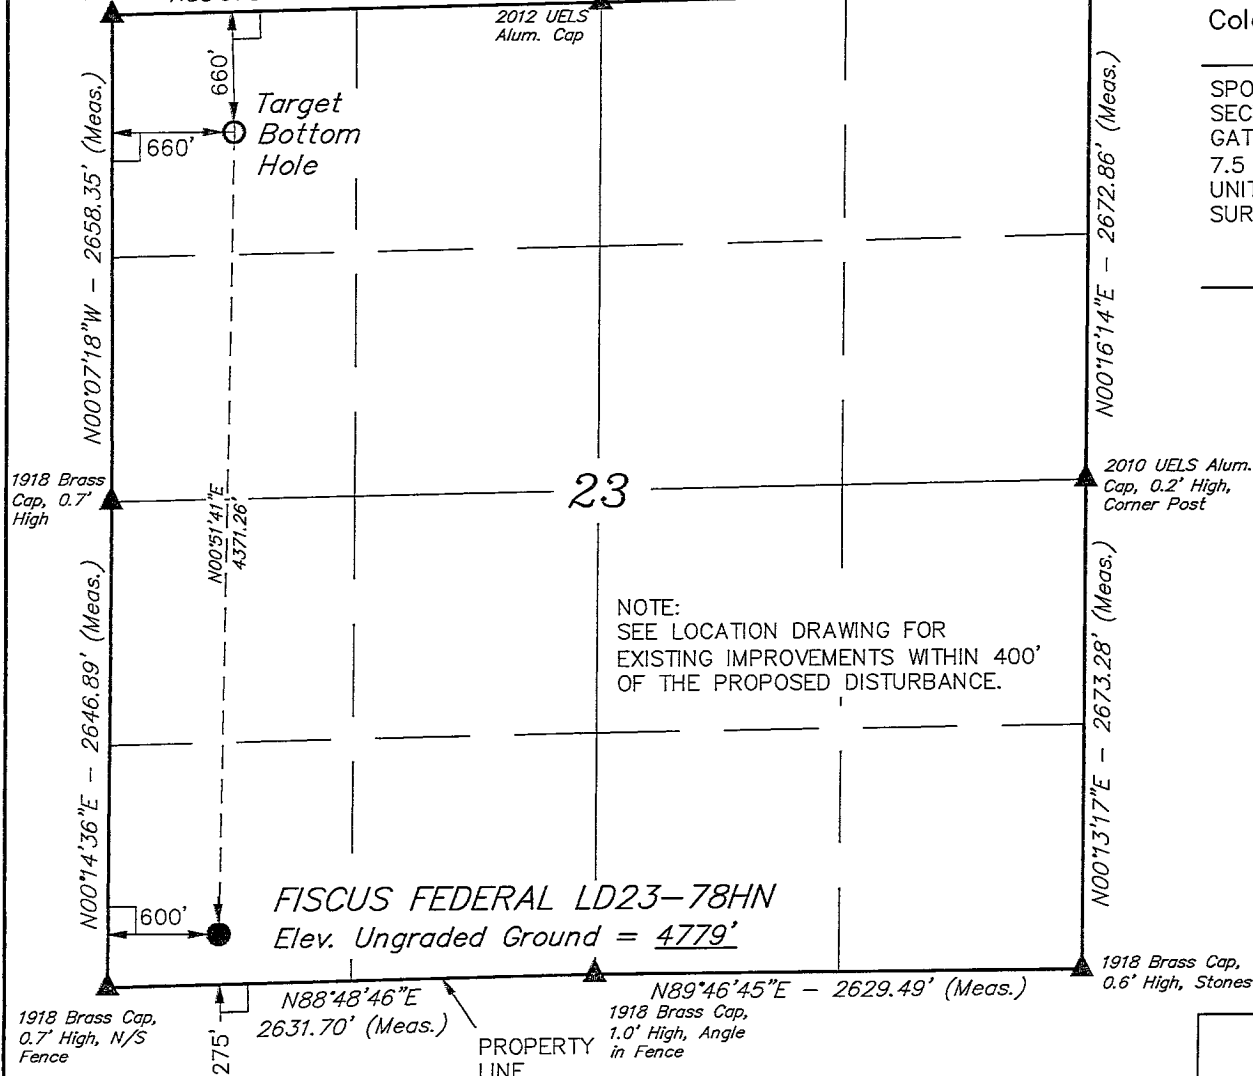 2012 UELS
Alum. Cap
Cole
660'
Target
Bottom
Hole
660'
N00°07'18"W - 2658.35' (Meas.)
N00°16'14"E - 2672.86' (Meas.)
SPO
SEC
GAT
7.5
UNIT
SUR
1918 Brass
Cap, 0.7'
High
N00°51'41"E
4371.26'
23
2010 UELS Alum.
Cap, 0.2' High,
Corner Post
NOTE:
SEE LOCATION DRAWING FOR
EXISTING IMPROVEMENTS WITHIN 400'
OF THE PROPOSED DISTURBANCE.
N00°14'36"E - 2646.89' (Meas.)
N00°13'17"E - 2673.28' (Meas.)
600'
FISCUS FEDERAL LD23-78HN
Elev. Ungraded Ground = 4779'
1918 Brass Cap,
0.7' High, N/S
Fence
275'
N88°48'46"E
2631.70' (Meas.)
PROPERTY
LINE
N89°46'45"E - 2629.49' (Meas.)
1918 Brass Cap,
1.0' High, Angle
in Fence
1918 Brass Cap,
0.6' High, Stones